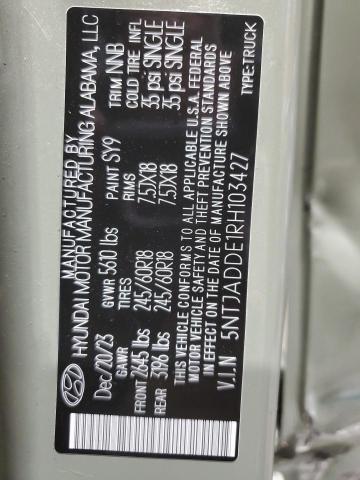 MANUFACTURED BY
HYUNDAI MOTOR MANUFACTURING ALABAMA, LLC
Dec/20/23 GVWR 5610 lbs PAINT SY9 TRIM NNB
GAWR TIRES RIMS COLD TIRE INFL
FRONT 2645 lbs 245/60R18 7.5JX18 35 psi SINGLE
REAR 3196 lbs 245/60R18 7.5JX18 35 psi SINGLE
THIS VEHICLE CONFORMS TO ALL APPLICABLE U.S.A. FEDERAL
MOTOR VEHICLE SAFETY AND THEFT PREVENTION STANDARDS
IN EFFECT ON THE DATE OF MANUFACTURE SHOWN ABOVE
V.I.N 5NTJADDE1RH103427 TYPE:TRUCK